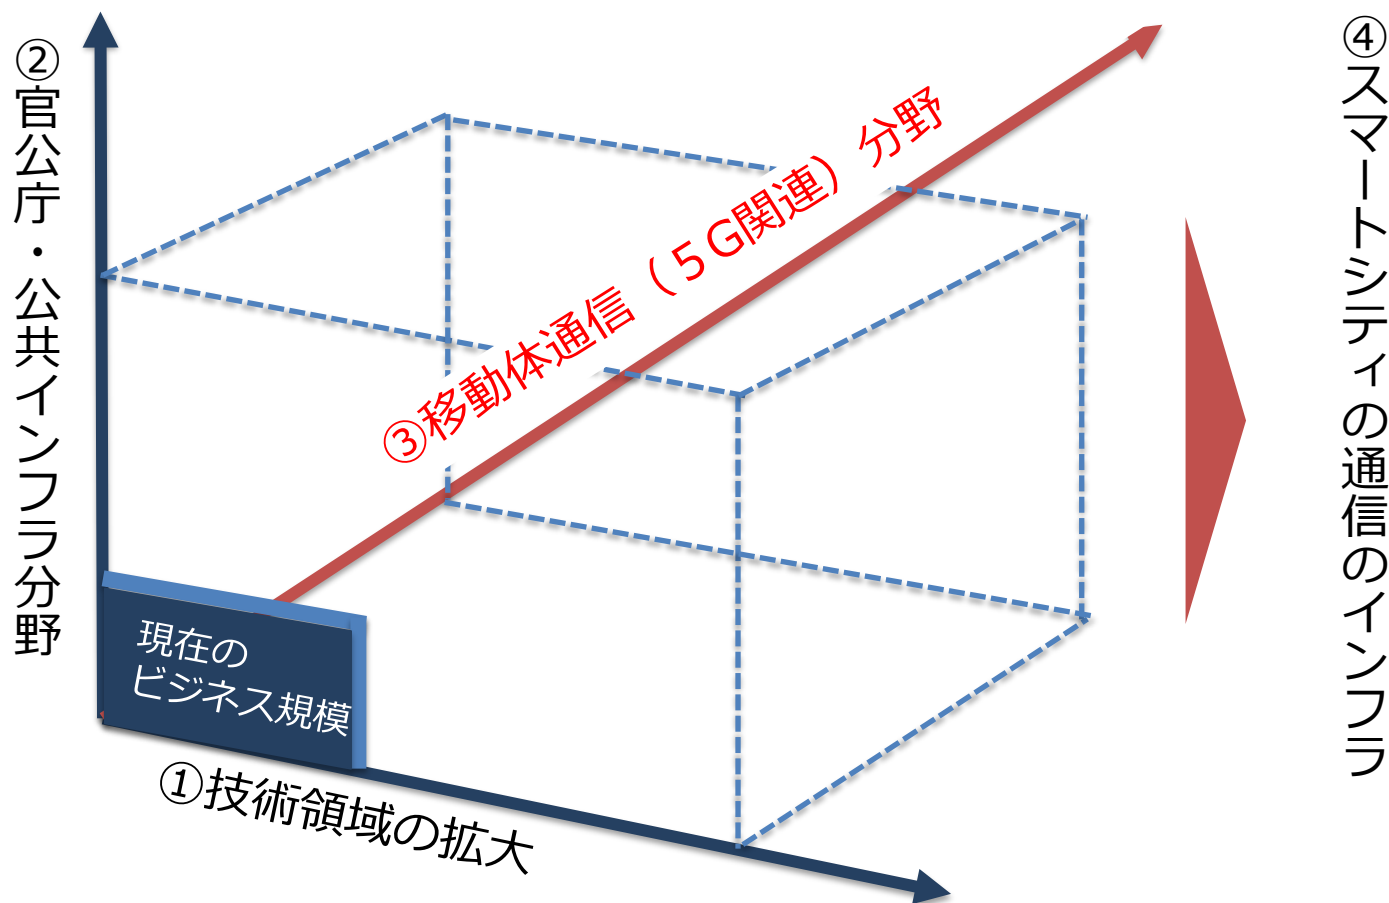 ②官公庁・公共インフラ分野
③移動体通信（５G関連）分野
④スマートシティの通信のインフラ
現在の
ビジネス規模
①技術領域の拡大